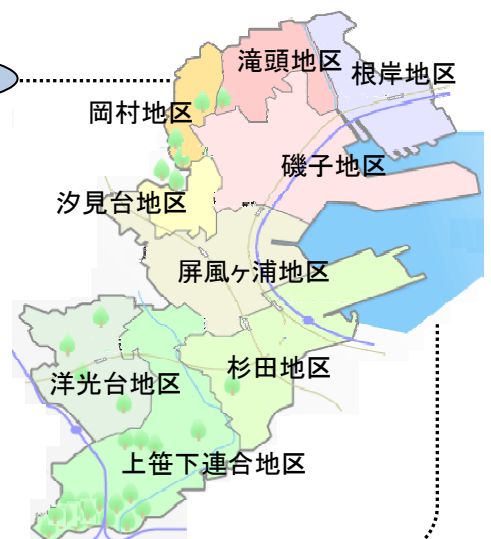 滝頭地区
根岸地区
岡村地区
磯子地区
汐見台地区
屏風ヶ浦地区
杉田地区
洋光台地区
上笹下連合地区